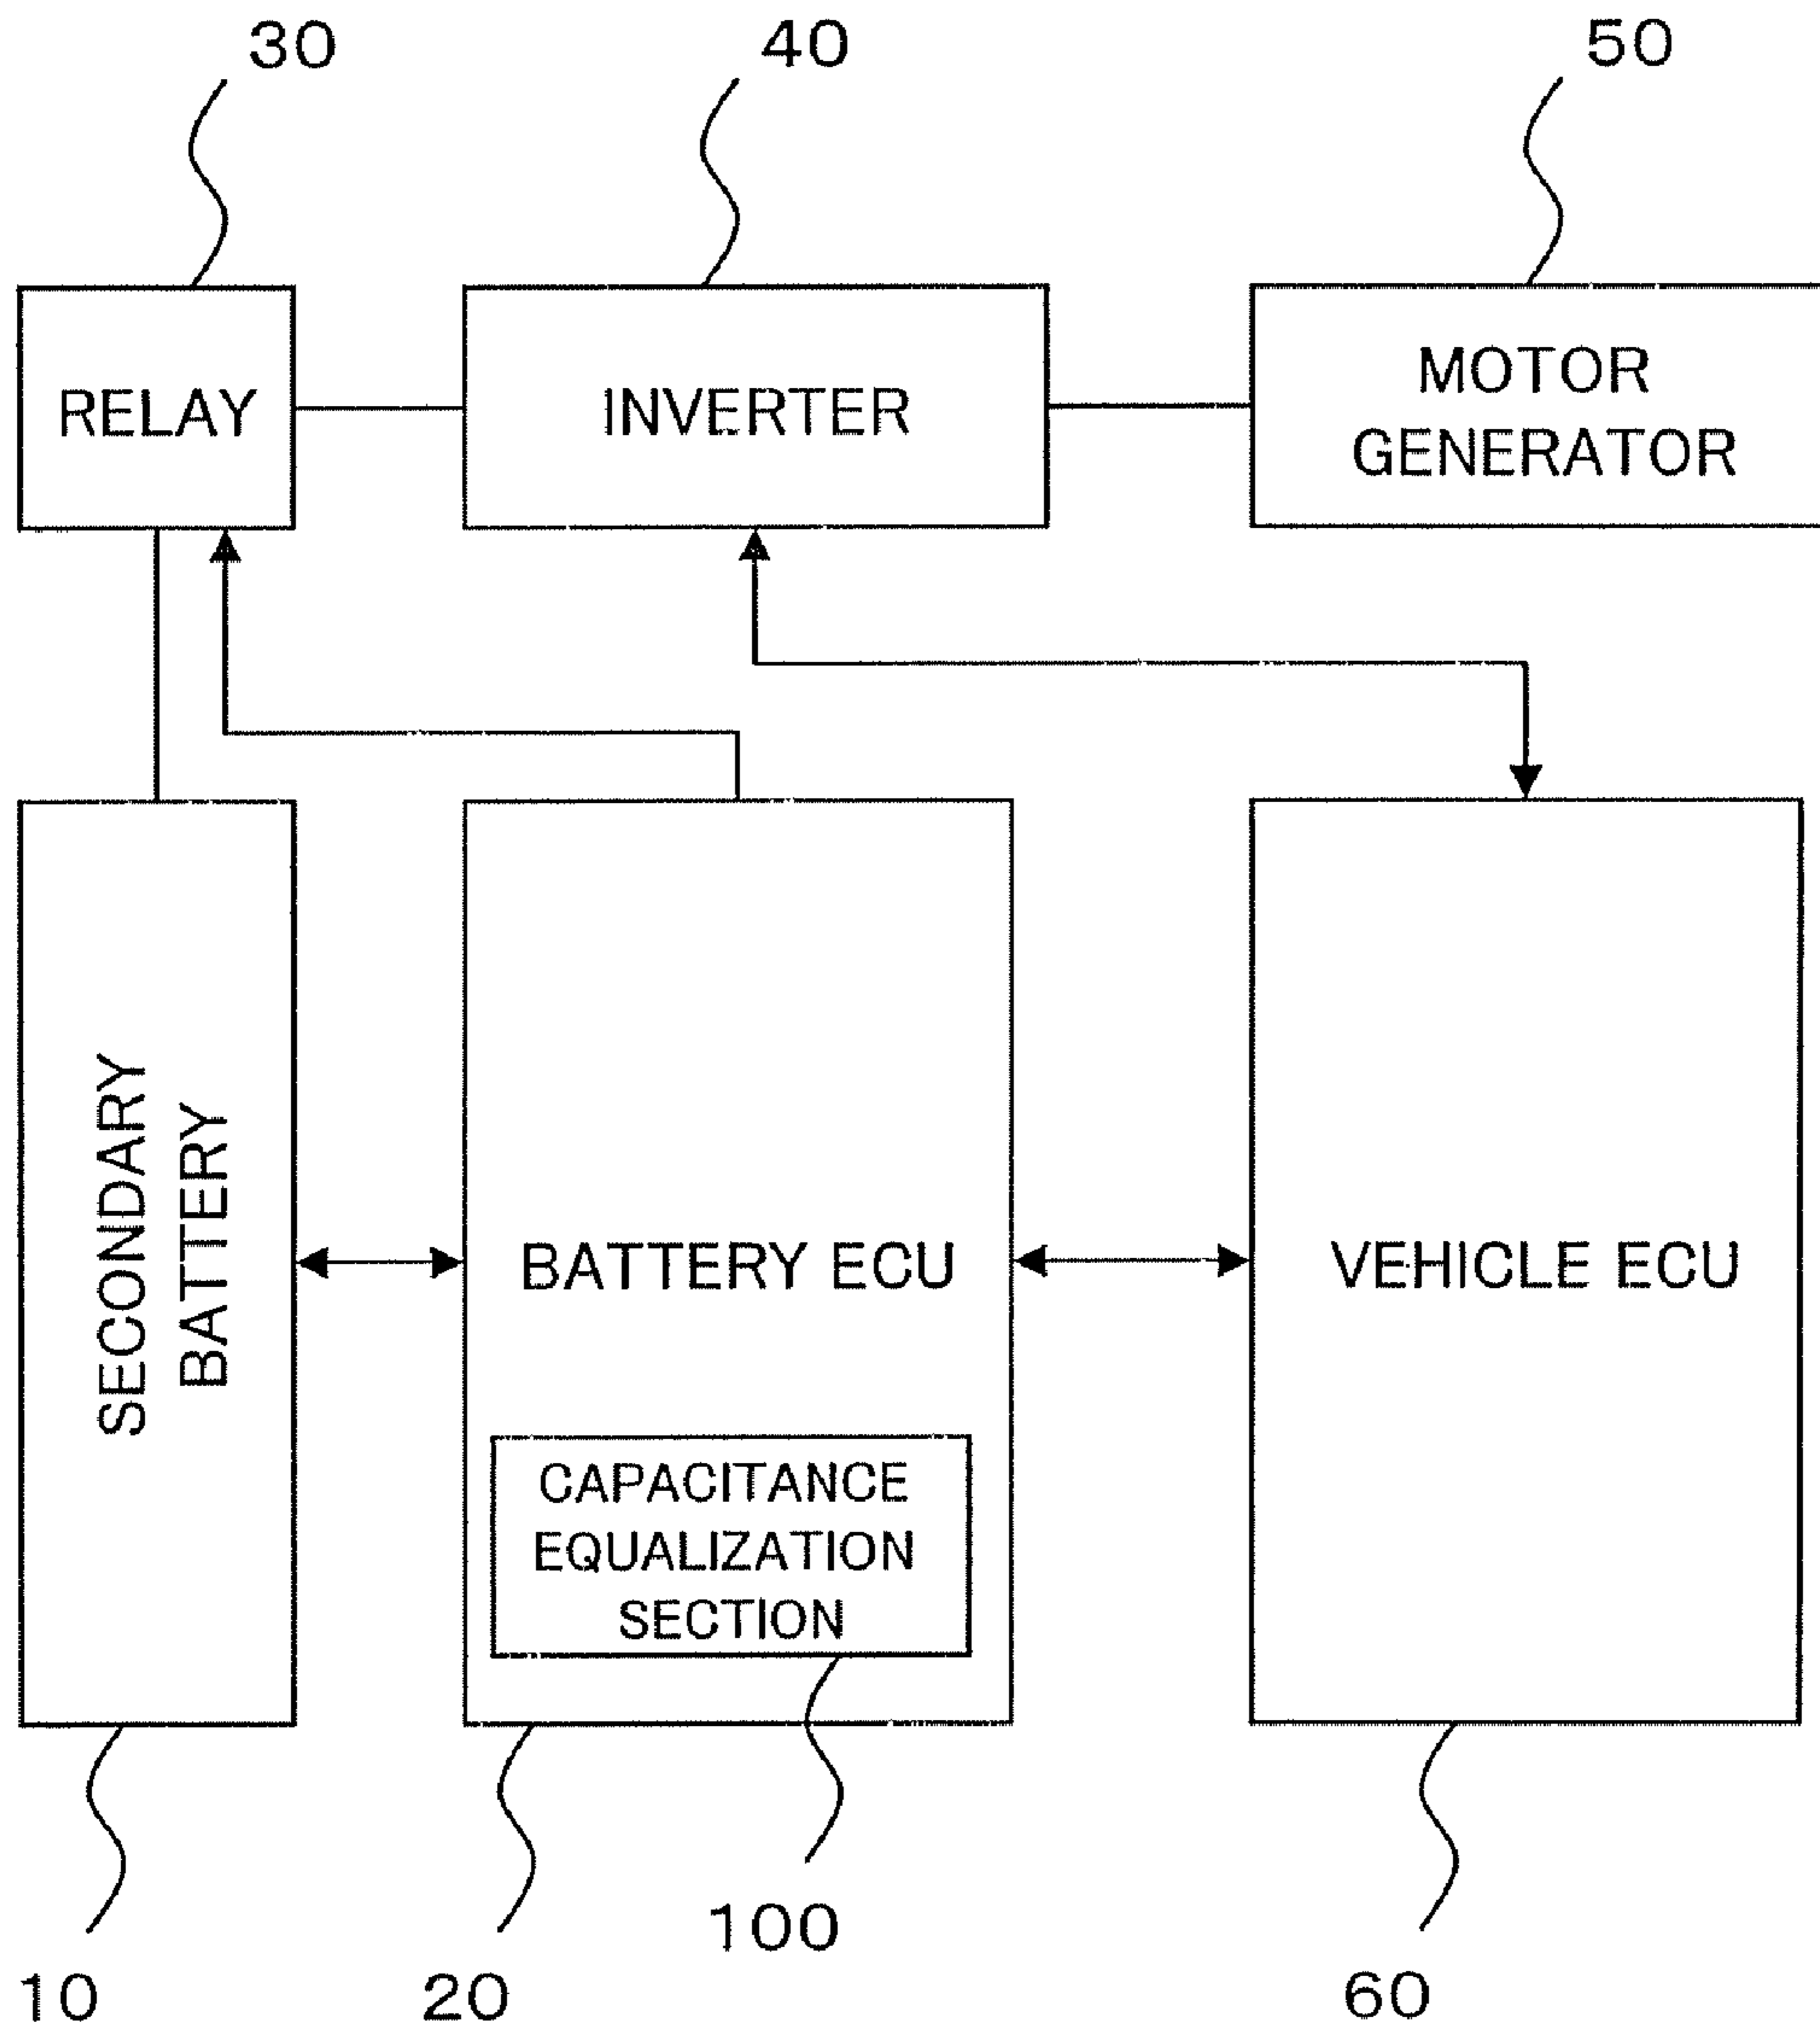 30
40
50
RELAY
INVERTER
MOTOR
GENERATOR
SECONDARY
BATTERY
BATTERY ECU
VEHICLE ECU
CAPACITANCE
EQUALIZATION
SECTION
10
20
100
60